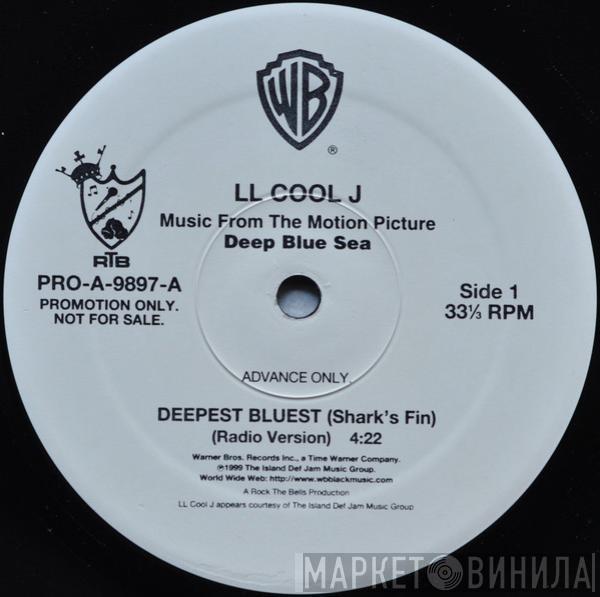 WB
®
LL COOL J
Music From The Motion Picture
Deep Blue Sea
RTB
PRO-A-9897-A
PROMOTION ONLY.
NOT FOR SALE.
Side 1
33⅓ RPM
ADVANCE ONLY.
DEEPEST BLUEST (Shark's Fin)
(Radio Version) 4:22
Warner Bros. Records Inc., a Time Warner Company.
℗1999 The Island Def Jam Music Group.
World Wide Web: http://www.wbblackmusic.com
A Rock The Bells Production
LL Cool J appears courtesy of The Island Def Jam Music Group
МАРКЕТ ВИНИЛА